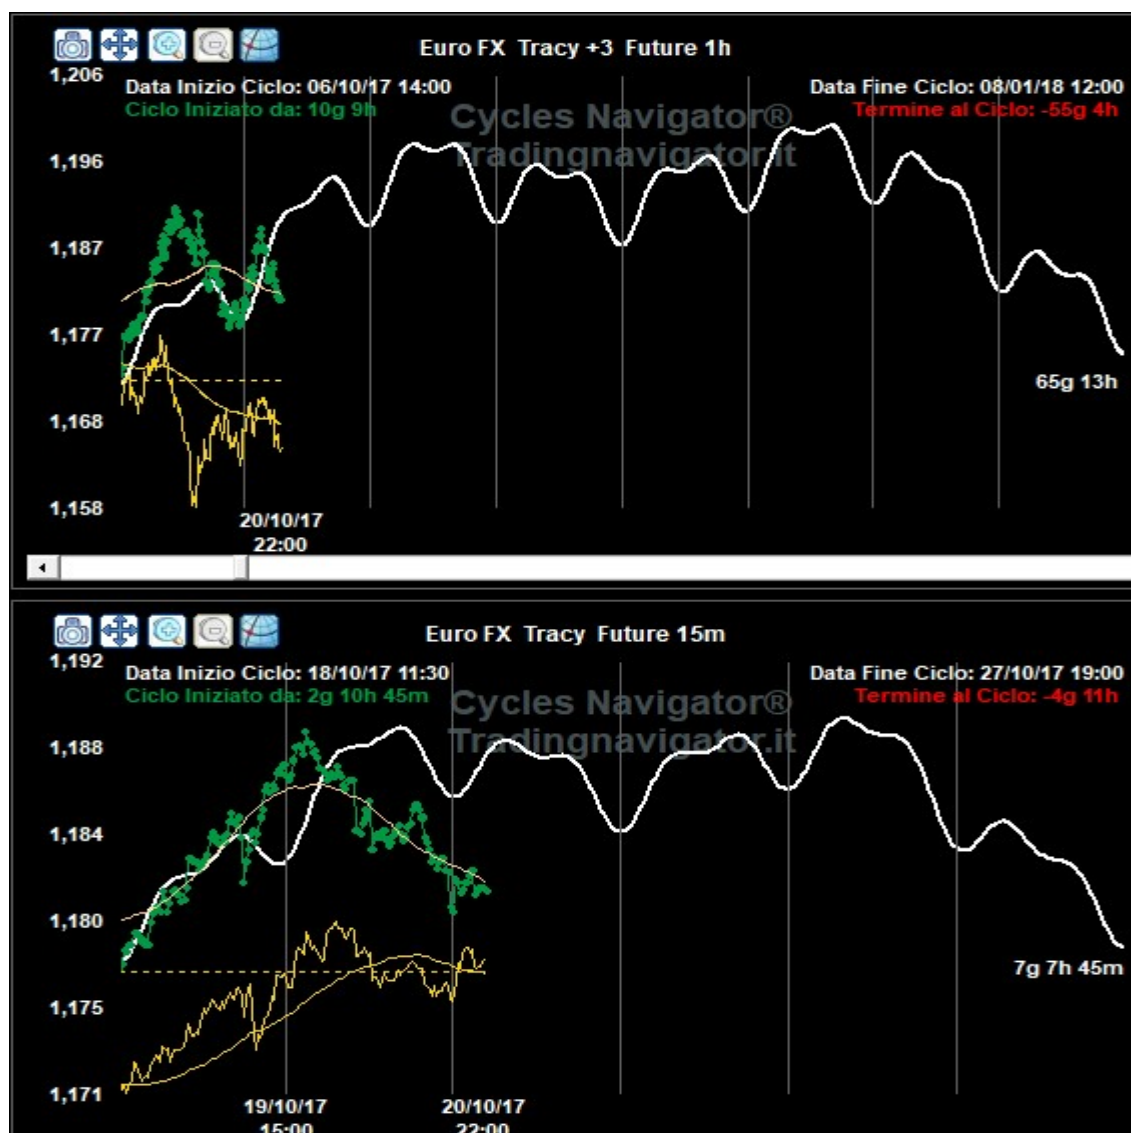 Euro FX Tracy +3 Future 1h
1,206
Data Inizio Ciclo: 06/10/17 14:00
Data Fine Ciclo: 08/01/18 12:00
Ciclo Iniziato da: 10g 9h
Termine al Ciclo: -55g 4h
Cycles Navigator®
Tradingnavigator.it
1,196
1,187
1,177
65g 13h
1,168
1,158
20/10/17
22:00
Euro FX Tracy Future 15m
1,192
Data Inizio Ciclo: 18/10/17 11:30
Data Fine Ciclo: 27/10/17 19:00
Ciclo Iniziato da: 2g 10h 45m
Termine al Ciclo: -4g 11h
Cycles Navigator®
Tradingnavigator.it
1,188
1,184
1,180
7g 7h 45m
1,175
1,171
19/10/17
20/10/17
15:00
22:00